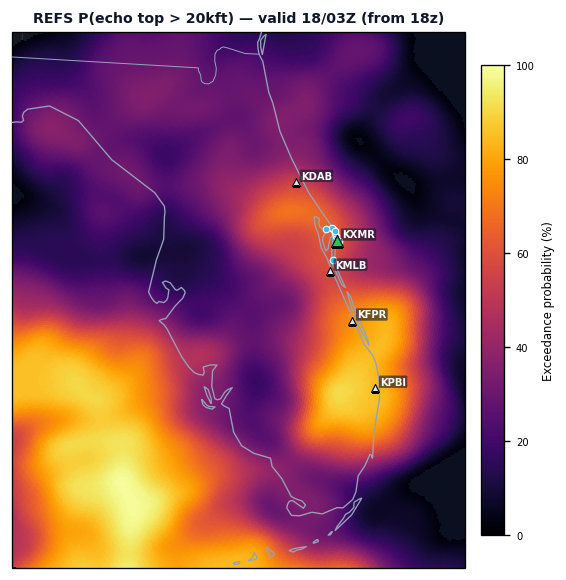 REFS P(echo top > 20kft) — valid 18/03Z (from 18z)
KDAB
KXMR
KMLB
KFPR
KPBI
100
80
60
40
20
0
Exceedance probability (%)